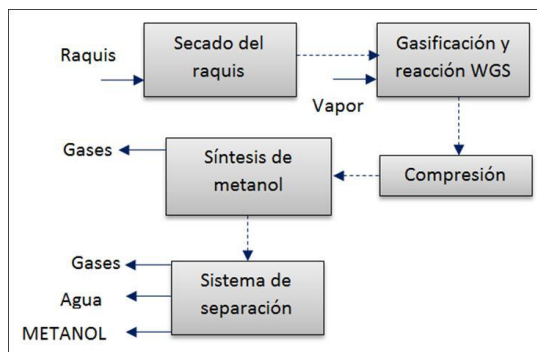 Raquis
Secado del
raquis
Gasificación y
reacción WGS
Vapor
Gases
Síntesis de
metanol
Compresión
Gases
Agua
METANOL
Sistema de
separación